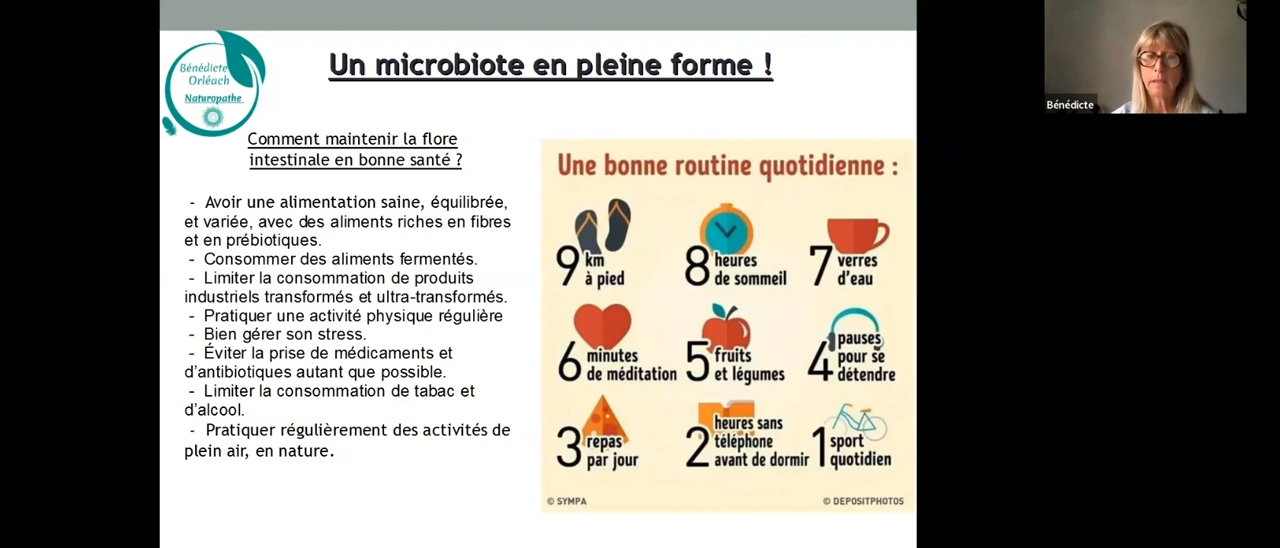 Bénédicte
Orléach
Naturopathe
Un microbiote en pleine forme !
Comment maintenir la flore
intestinale en bonne santé ?
- Avoir une alimentation saine, équilibrée,
et variée, avec des aliments riches en fibres
et en prébiotiques.
- Consommer des aliments fermentés.
- Limiter la consommation de produits
industriels transformés et ultra-transformés.
- Pratiquer une activité physique régulière
- Bien gérer son stress.
- Éviter la prise de médicaments et
d'antibiotiques autant que possible.
- Limiter la consommation de tabac et
d'alcool.
- Pratiquer régulièrement des activités de
plein air, en nature.
Une bonne routine quotidienne :
9 km
à pied
8 heures
de sommeil
7 verres
d'eau
6 minutes
de méditation
5 fruits
et légumes
4 pauses
pour se
détendre
3 repas
par jour
2 heures sans
téléphone
avant de dormir
1 sport
quotidien
© SYMPA
© DEPOSITPHOTOS
Bénédicte